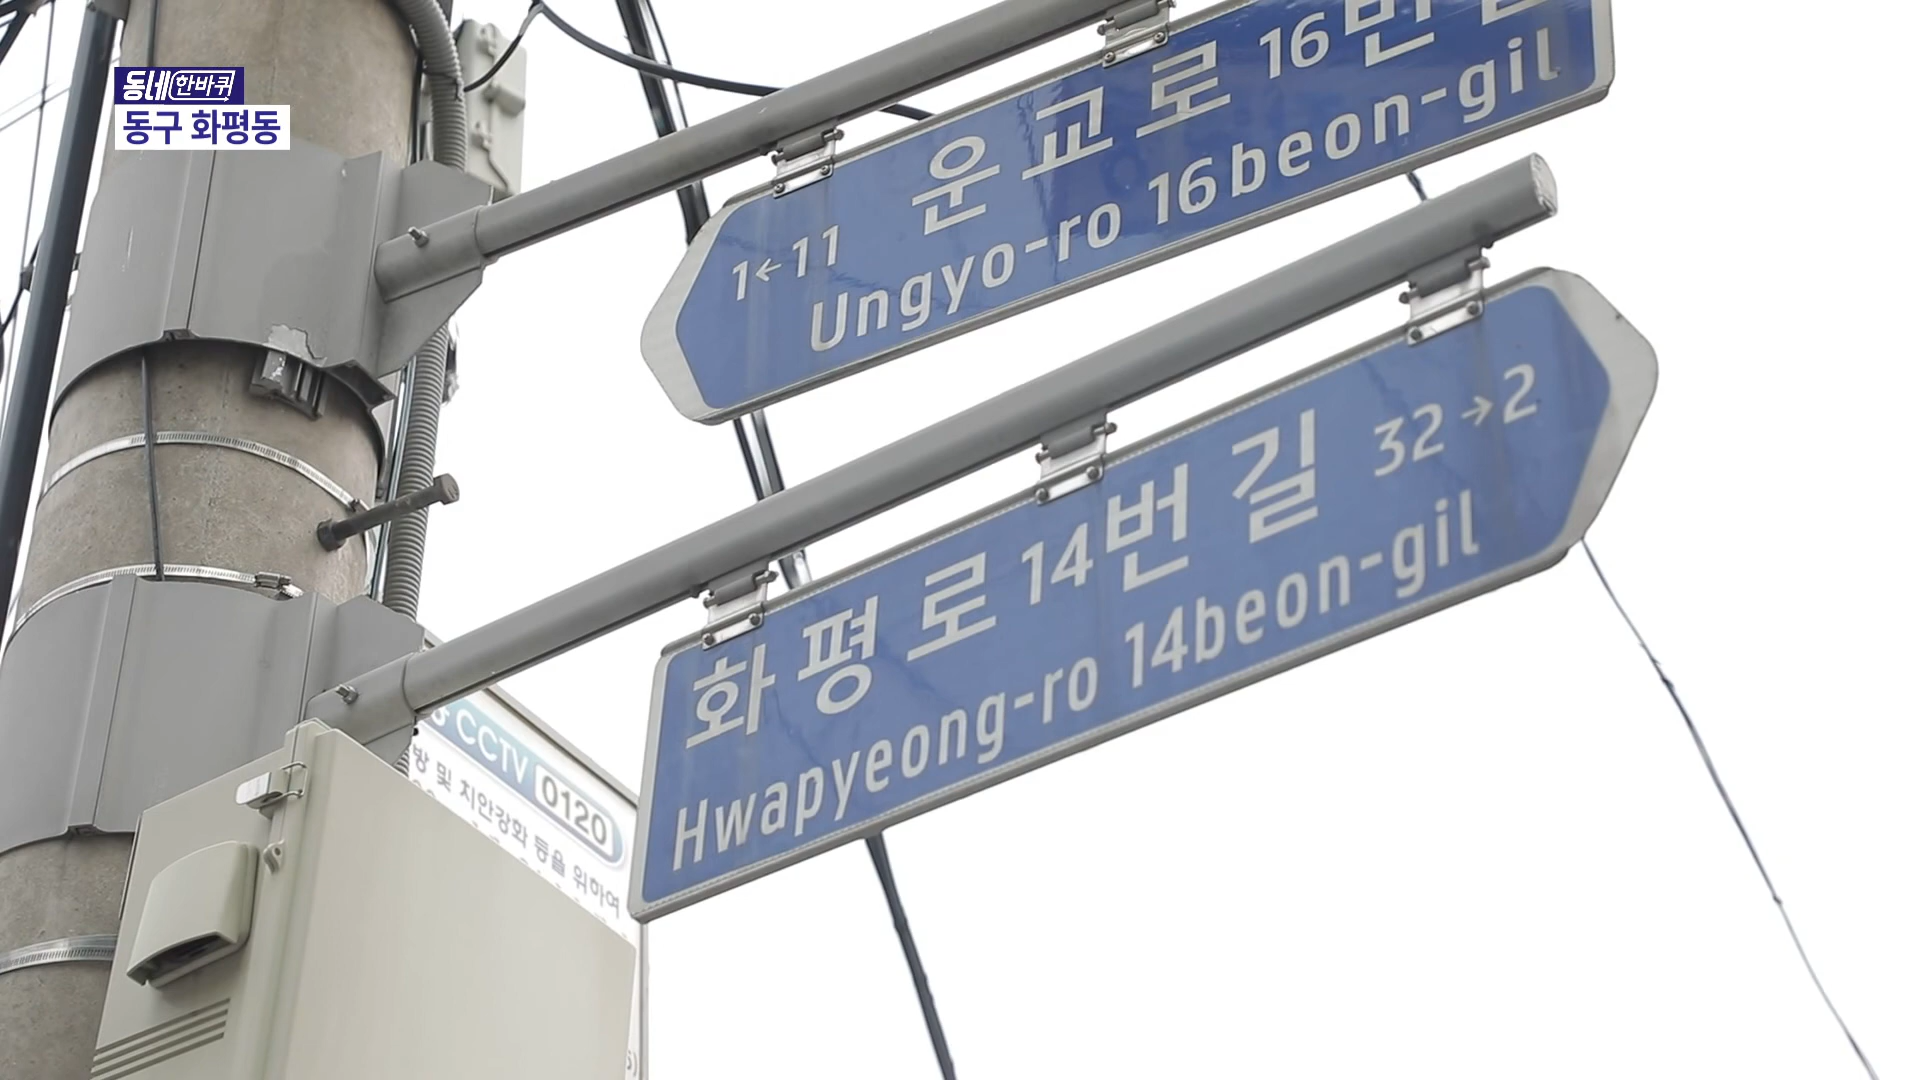 동네한바퀴
동구 화평동
운교로 16번
1←11
Ungyo-ro 16beon-gil
화평로 14번길 32→2
Hwapyeong-ro 14beon-gil
CCTV 0120
방 및 치안강화 등을 위하여